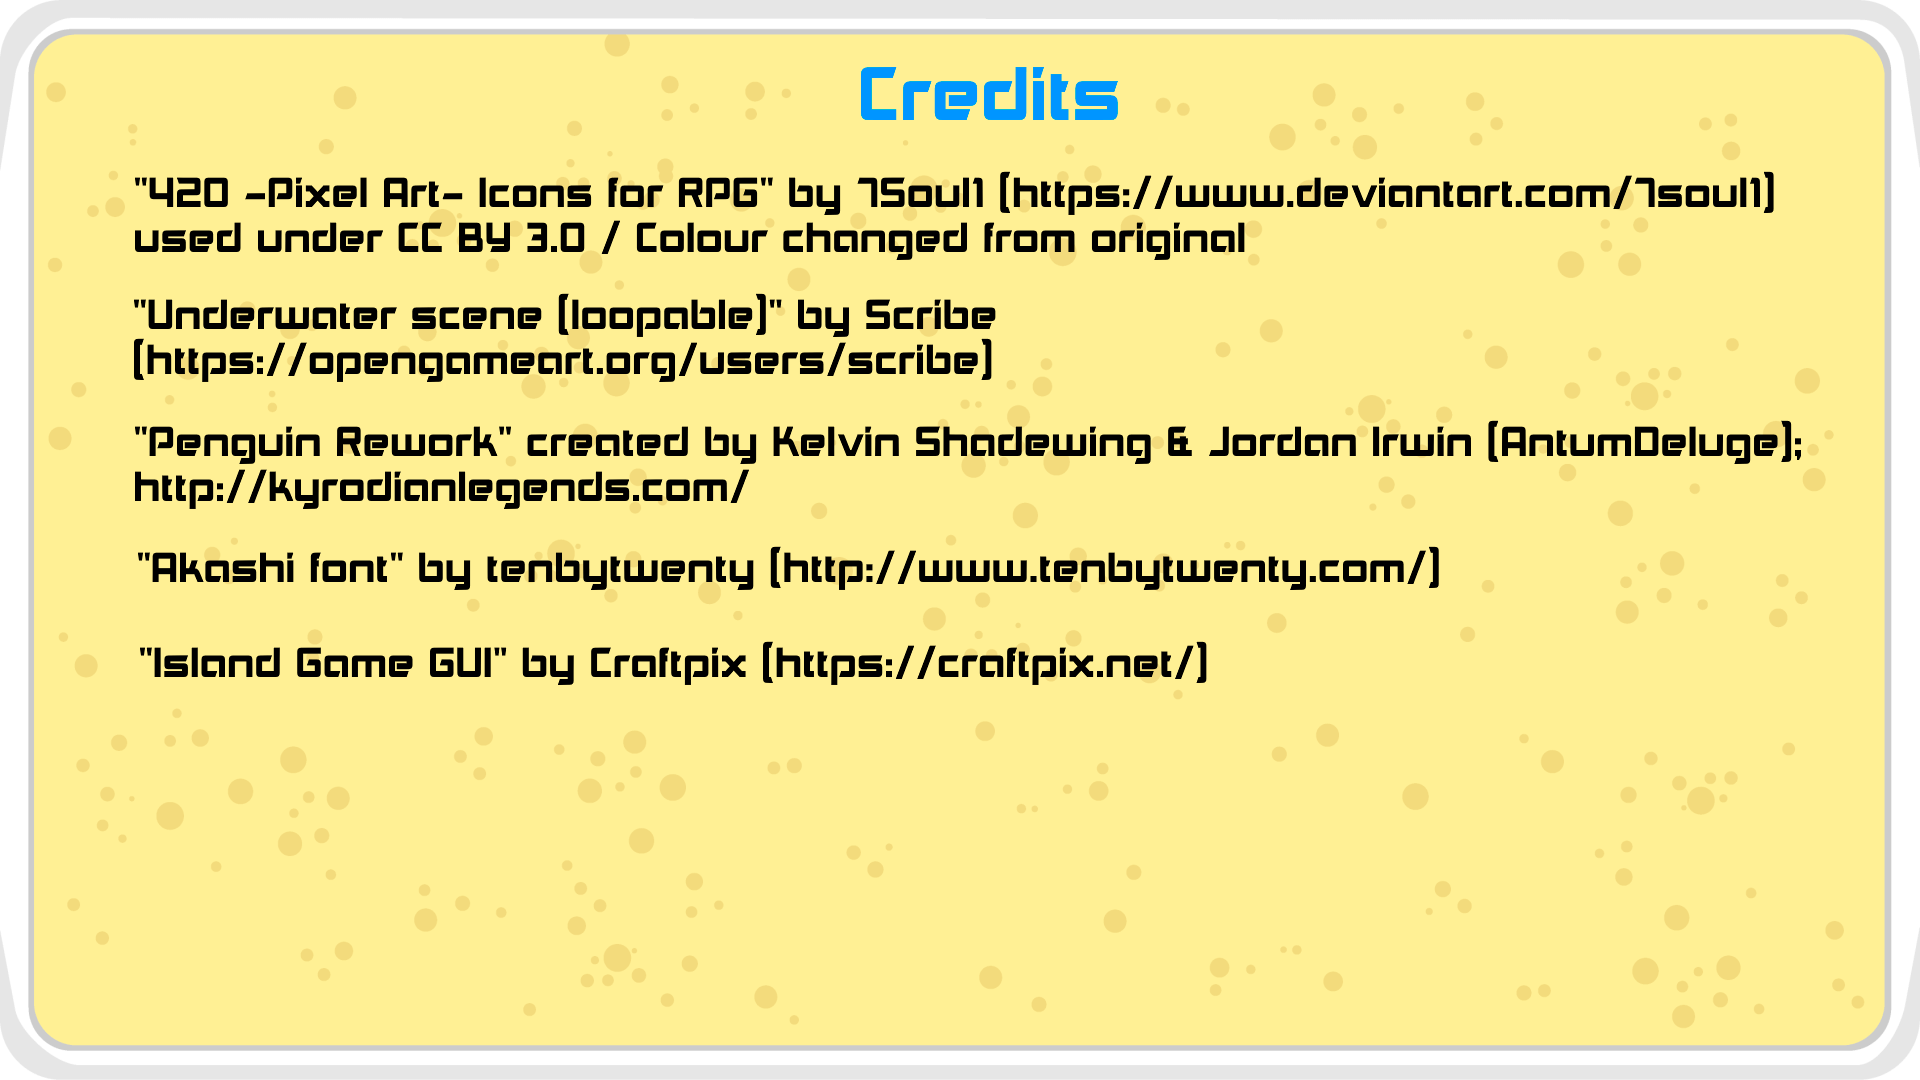 Credits
"420 -Pixel Art- Icons for RPG" by 7Soul1 (https://www.deviantart.com/7soul1)
used under CC BY 3.0 / Colour changed from original
"Underwater scene (loopable)" by Scribe
(https://opengameart.org/users/scribe)
"Penguin Rework" created by Kelvin Shadewing & Jordan Irwin (AntumDeluge);
http://kyrodianlegends.com/
"Akashi font" by tenbytwenty (http://www.tenbytwenty.com/)
"Island Game GUI" by Craftpix (https://craftpix.net/)